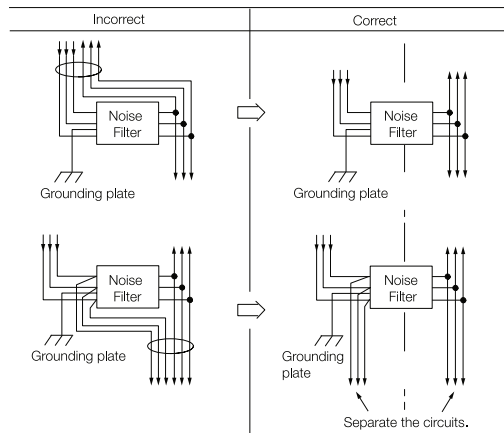 Incorrect
Correct
Noise
Filter
Grounding plate
Noise
Filter
Grounding plate
Noise
Filter
Grounding plate
Noise
Filter
Grounding
plate
Separate the circuits.